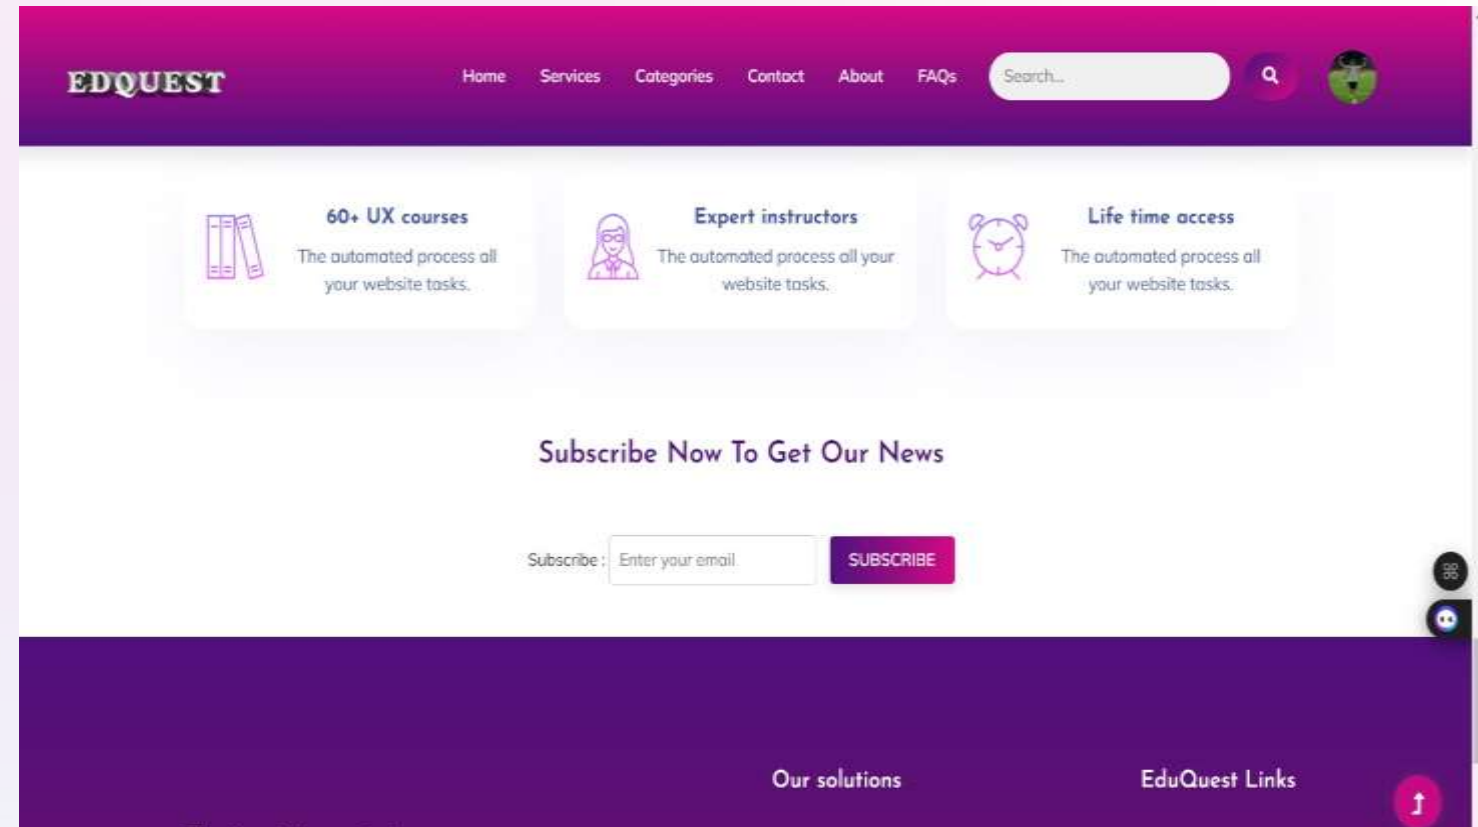 EDQUEST
Home Services Categories Contact About FAQs Search...
60+ UX courses
The automated process all
your website tasks.
Expert instructors
The automated process all your
website tasks.
Life time access
The automated process all
your website tasks.
Subscribe Now To Get Our News
Subscribe : Enter your email SUBSCRIBE
Our solutions
EduQuest Links